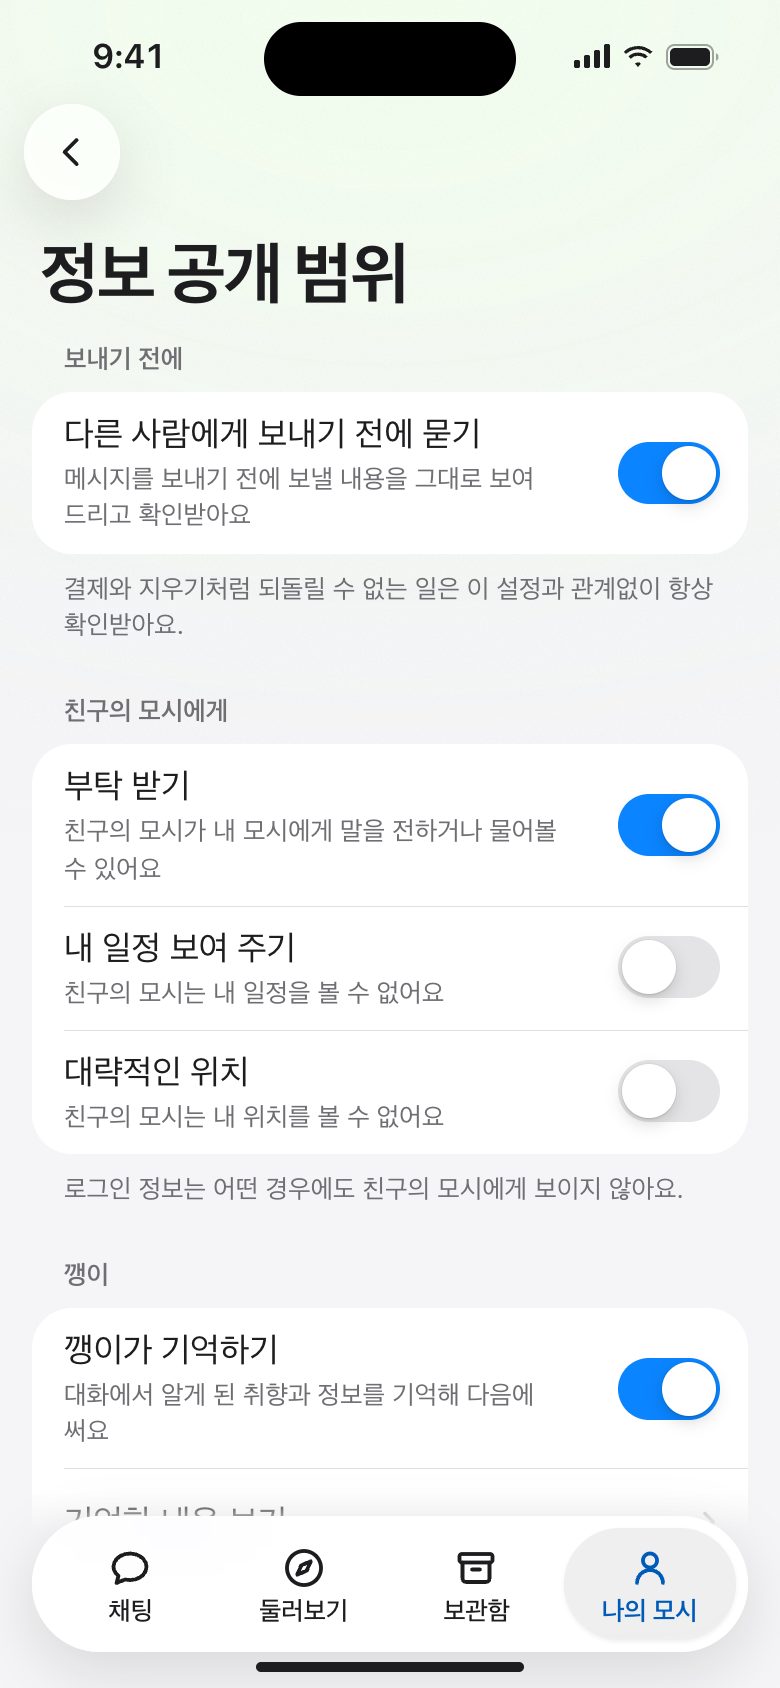 9:41
정보 공개 범위
보내기 전에
다른 사람에게 보내기 전에 묻기
메시지를 보내기 전에 보낼 내용을 그대로 보여
드리고 확인받아요
결제와 지우기처럼 되돌릴 수 없는 일은 이 설정과 관계없이 항상
확인받아요.
친구의 모시에게
부탁 받기
친구의 모시가 내 모시에게 말을 전하거나 물어볼
수 있어요
내 일정 보여 주기
친구의 모시는 내 일정을 볼 수 없어요
대략적인 위치
친구의 모시는 내 위치를 볼 수 없어요
로그인 정보는 어떤 경우에도 친구의 모시에게 보이지 않아요.
깽이
깽이가 기억하기
대화에서 알게 된 취향과 정보를 기억해 다음에
써요
채팅
둘러보기
보관함
나의 모시